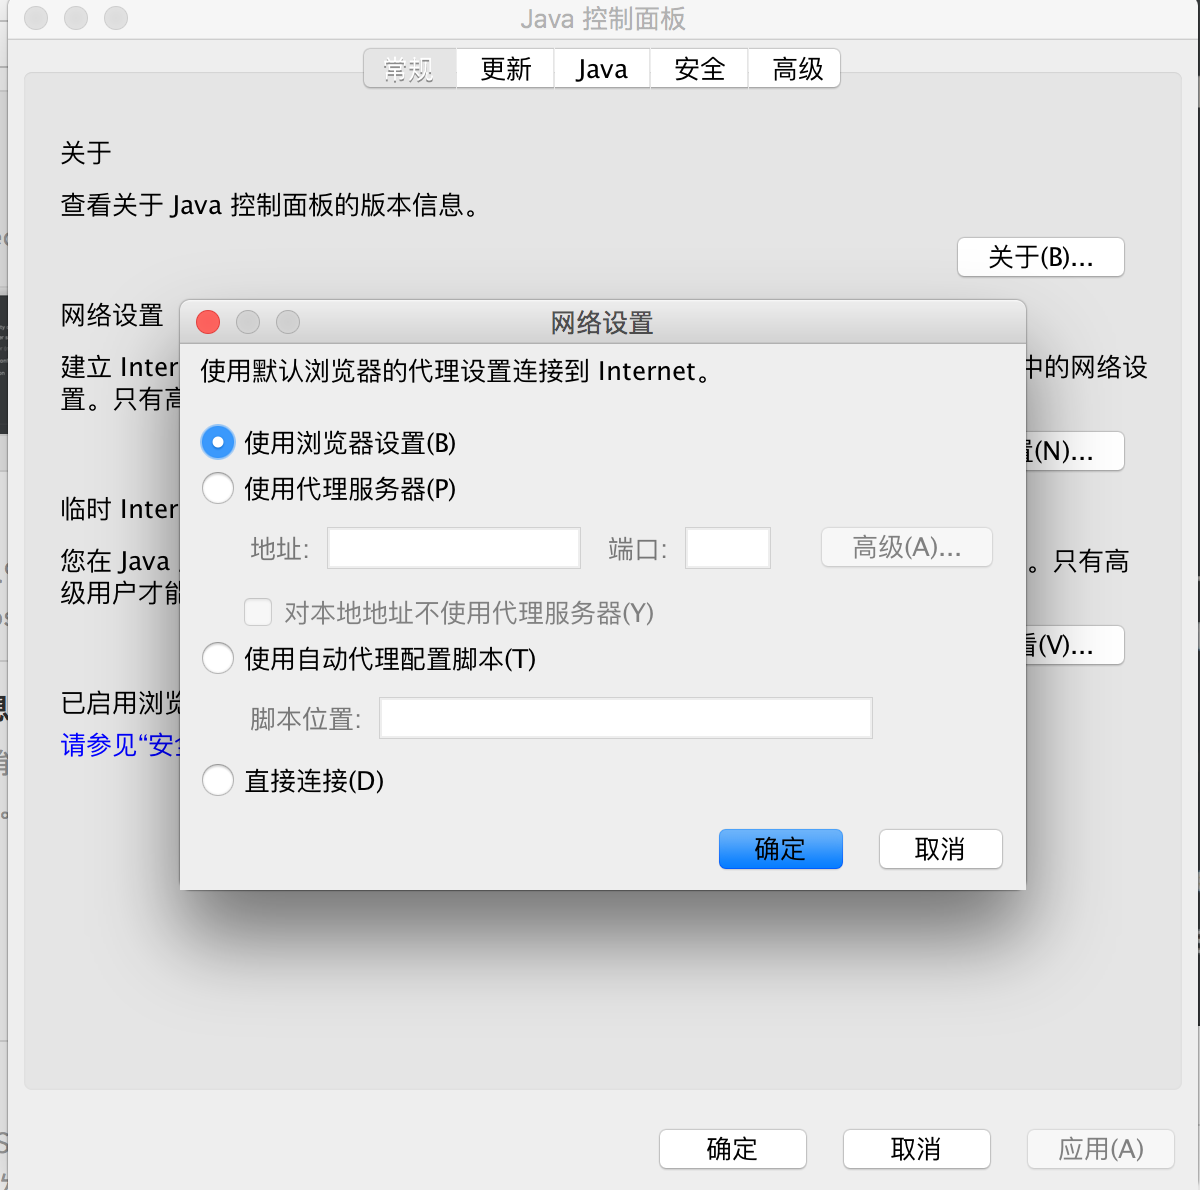 Java 控制面板
常规 更新 Java 安全 高级
关于
查看关于 Java 控制面板的版本信息。
关于(B)...
网络设置
建立 Inter
中的网络设
置。只有高
(N)...
临时 Inter
您在 Java
。只有高
级用户才能
(V)...
已启用浏览
请参见“安全
网络设置
使用默认浏览器的代理设置连接到 Internet。
使用浏览器设置(B)
使用代理服务器(P)
地址: 端口: 高级(A)...
对本地地址不使用代理服务器(Y)
使用自动代理配置脚本(T)
脚本位置:
直接连接(D)
确定 取消
确定 取消 应用(A)